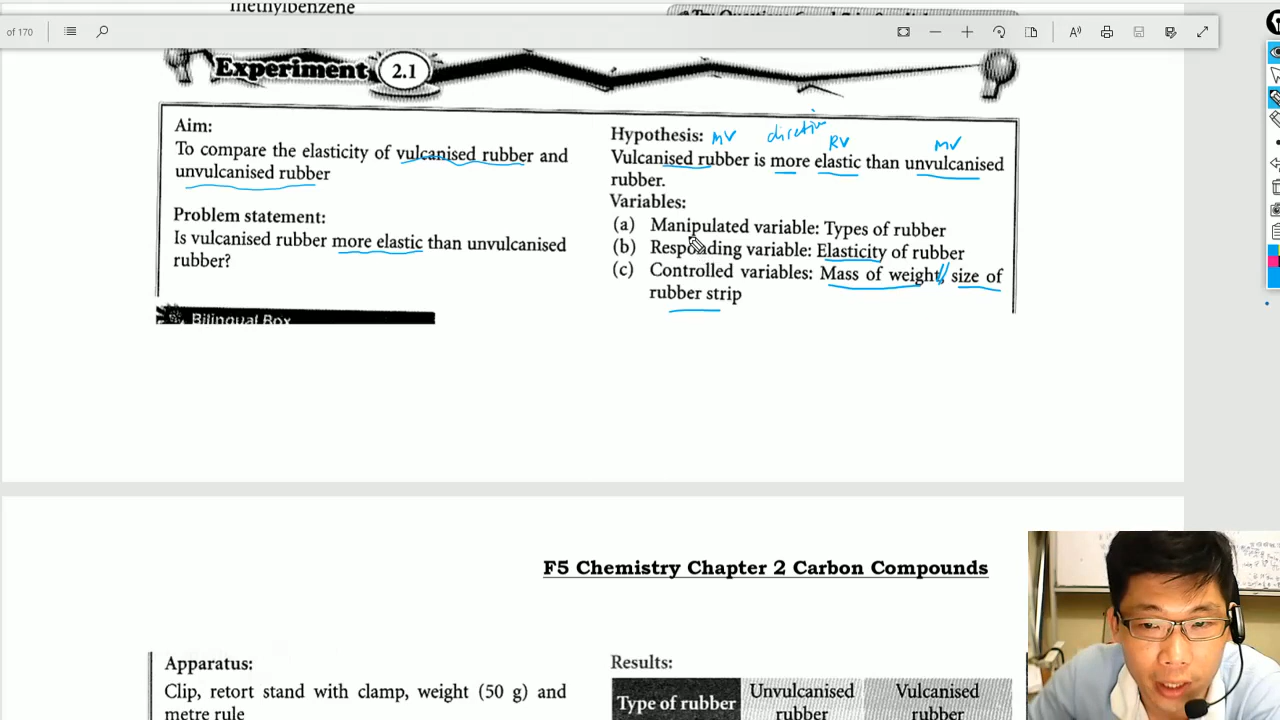 methylbenzene
of 170
Experiment 2.1
Aim:
To compare the elasticity of vulcanised rubber and
unvulcanised rubber
Problem statement:
Is vulcanised rubber more elastic than unvulcanised
rubber?
Bilingual Box
Hypothesis: MV RV MV
Vulcanised rubber is more elastic than unvulcanised
rubber.
Variables:
(a) Manipulated variable: Types of rubber
(b) Responding variable: Elasticity of rubber
(c) Controlled variables: Mass of weight, size of
rubber strip
F5 Chemistry Chapter 2 Carbon Compounds
Apparatus:
Clip, retort stand with clamp, weight (50 g) and
metre rule
Results:
Type of rubber
Unvulcanised
rubber
Vulcanised
rubber